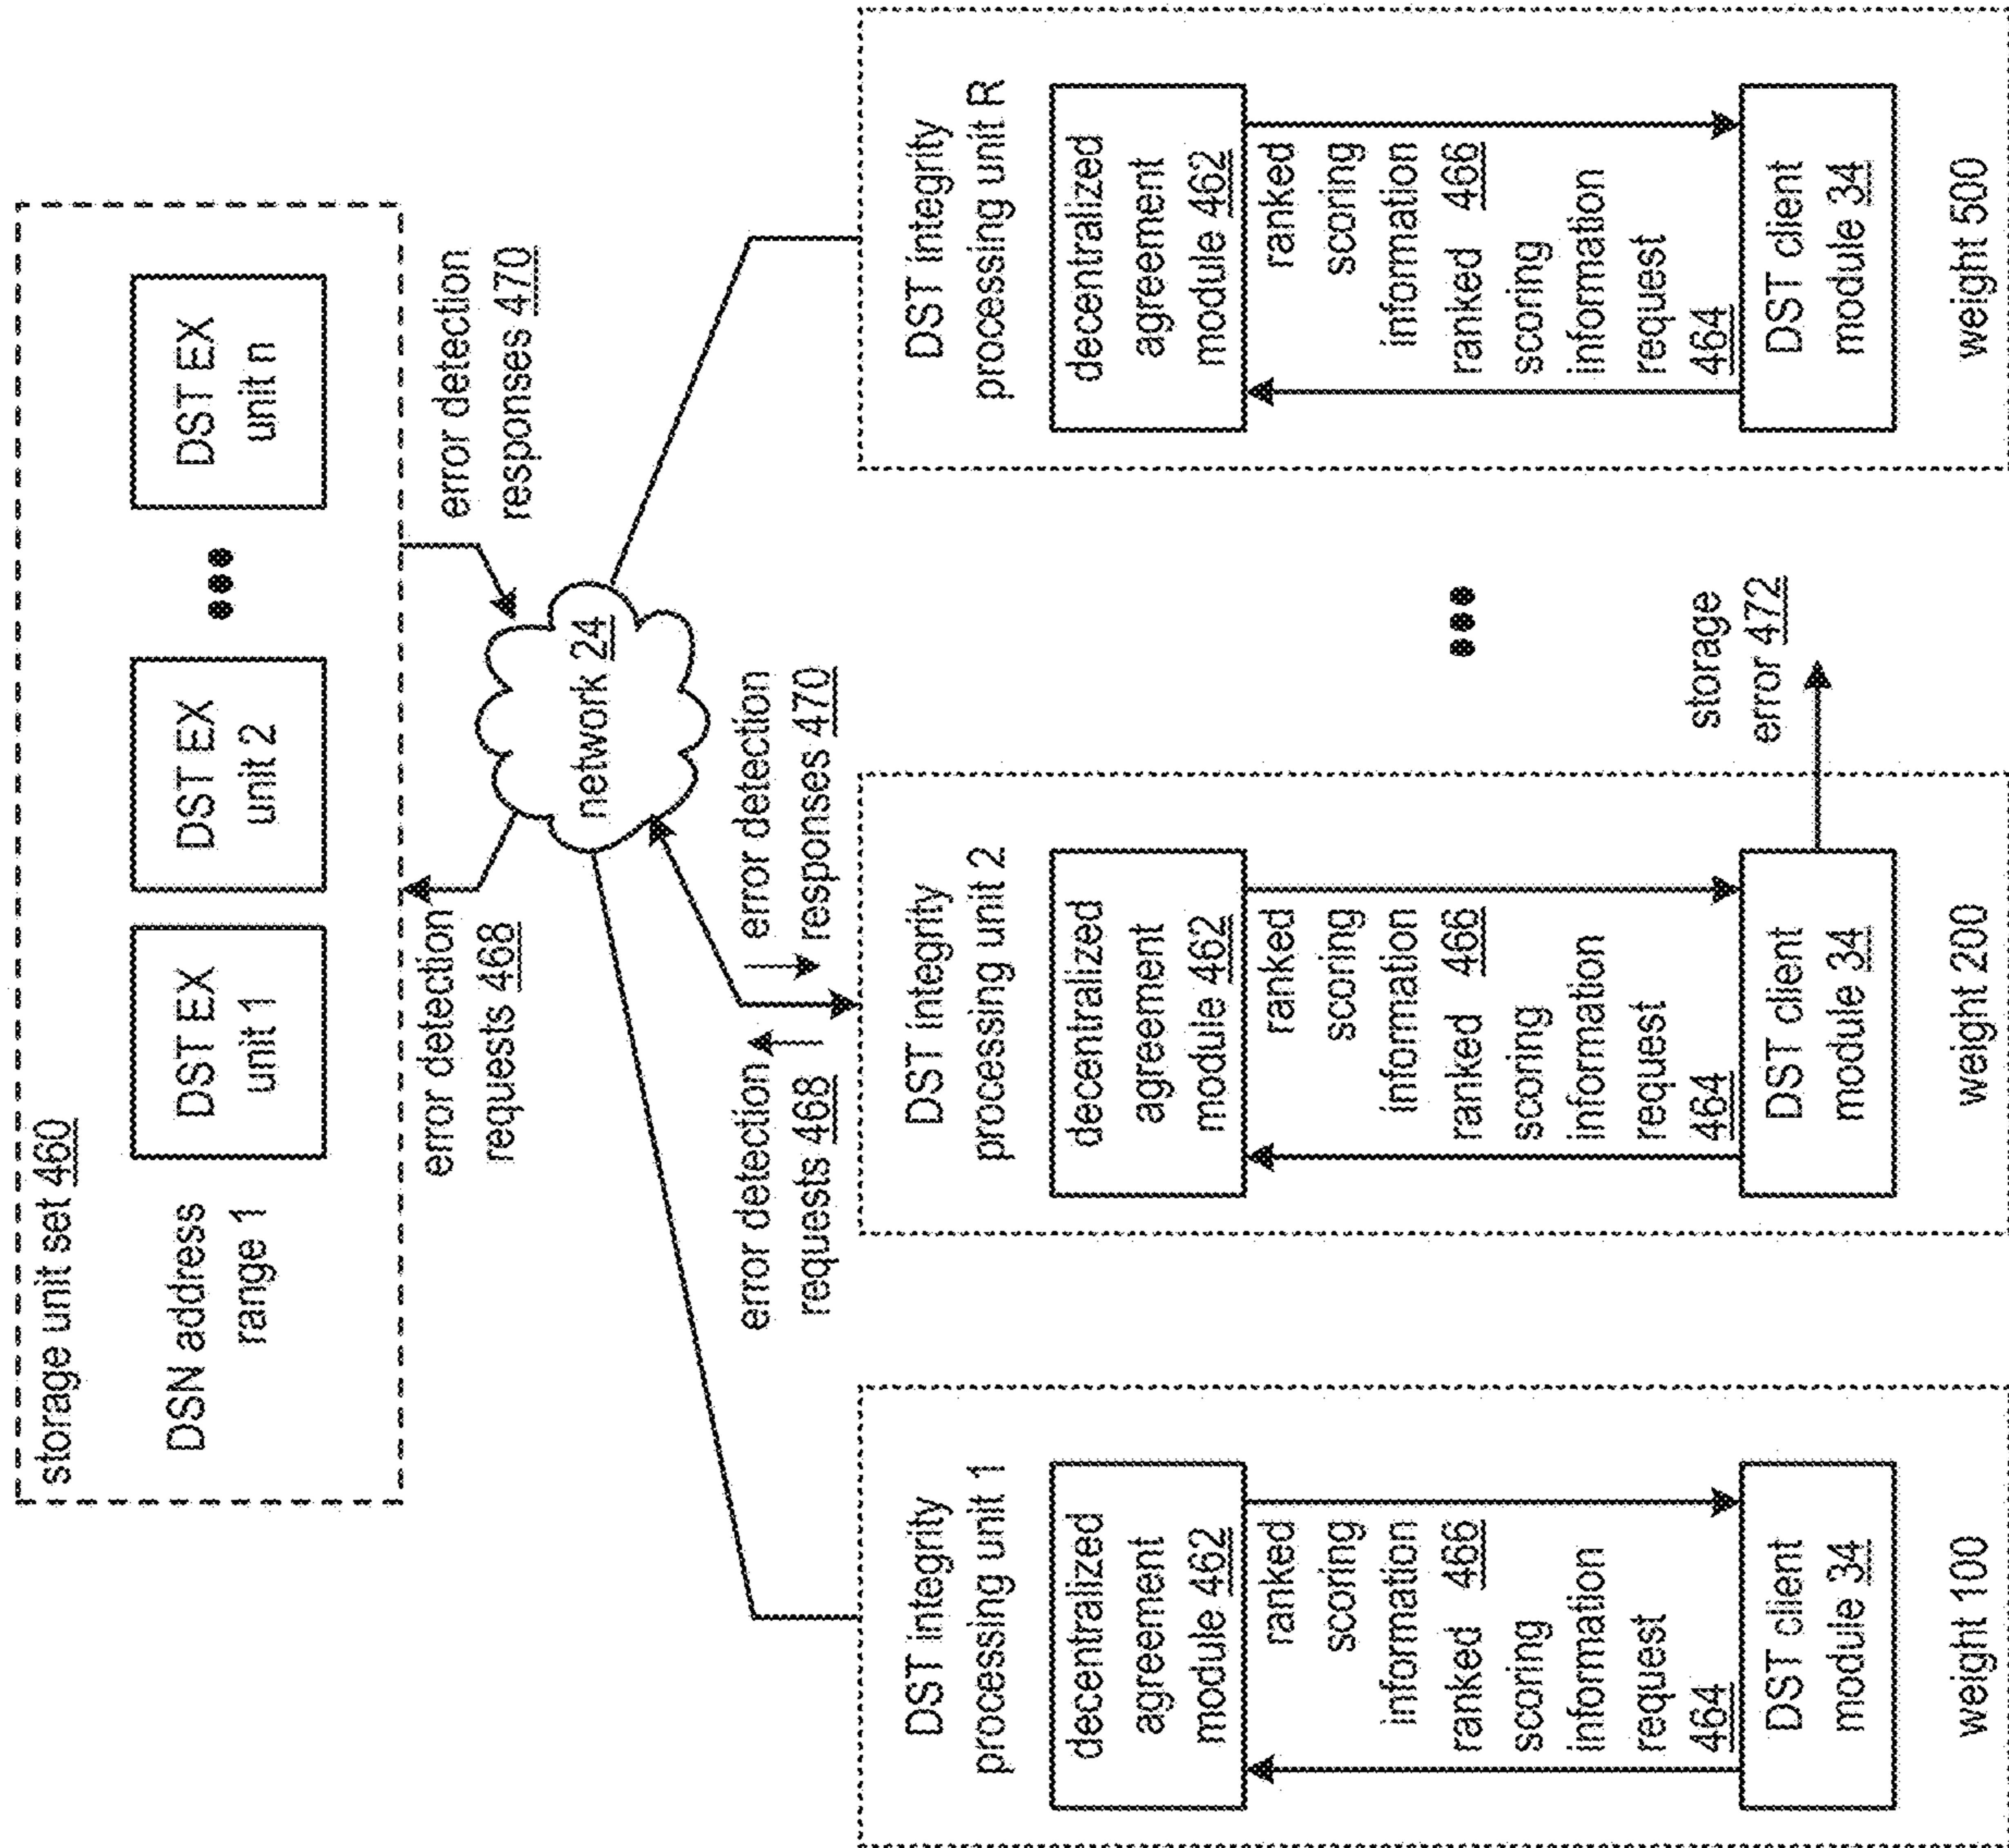 storage unit set 460
DSN address
range 1
DST EX
unit 1
DST EX
unit 2
DST EX
unit n
error detection
requests 468
error detection
responses 470
network 24
error detection
requests 468
error detection
responses 470
DST integrity
processing unit 1
decentralized
agreement
module 462
ranked
scoring
information
466
ranked
scoring
information
request
464
DST client
module 34
weight 100
DST integrity
processing unit 2
decentralized
agreement
module 462
ranked
scoring
information
466
ranked
scoring
information
request
464
DST client
module 34
weight 200
storage
error 472
DST integrity
processing unit R
decentralized
agreement
module 462
ranked
scoring
information
466
ranked
scoring
information
request
464
DST client
module 34
weight 500